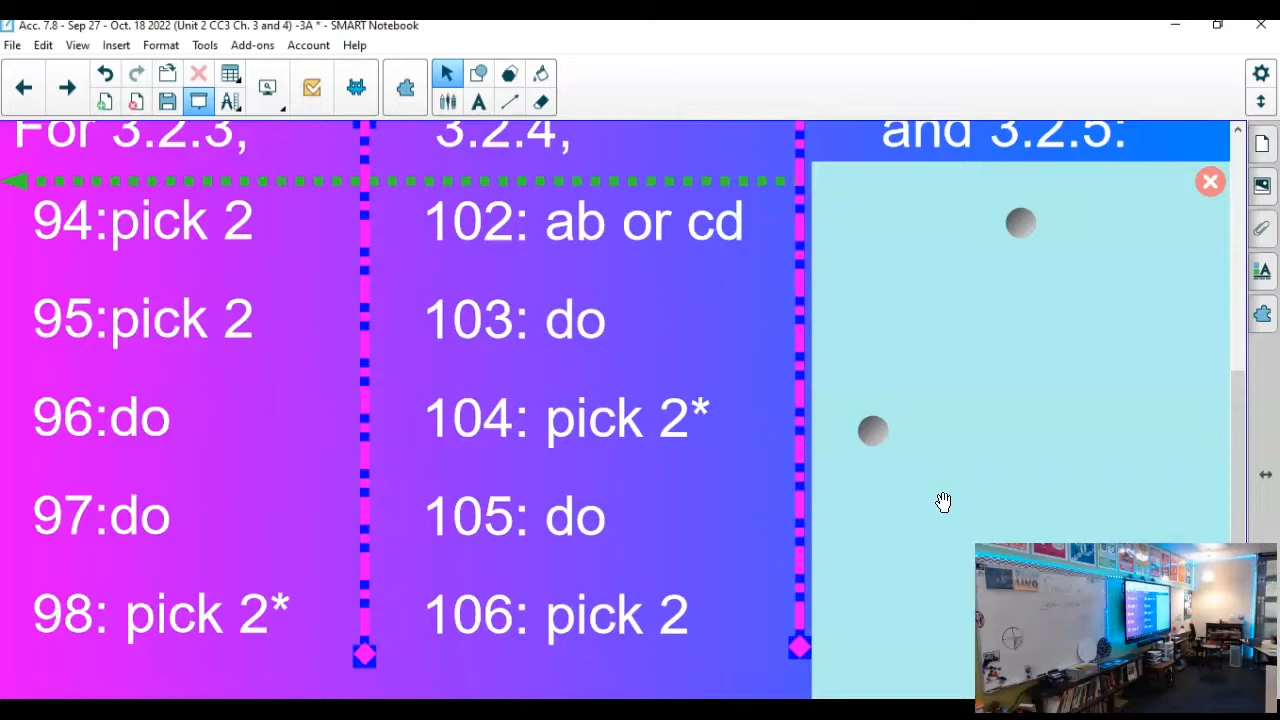 Acc. 7.8 - Sep 27 - Oct. 18 2022 (Unit 2 CC3 Ch. 3 and 4) -3A * - SMART Notebook
File Edit View Insert Format Tools Add-ons Account Help
For 3.2.3,
94:pick 2
95:pick 2
96:do
97:do
98: pick 2*
3.2.4,
102: ab or cd
103: do
104: pick 2*
105: do
106: pick 2
and 3.2.5: